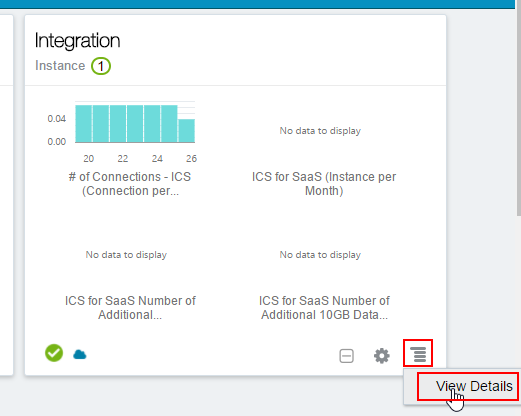 Integration
Instance 1
0.04
0.00
20 22 24 26
# of Connections - ICS
(Connection per...
No data to display
ICS for SaaS (Instance per
Month)
No data to display
ICS for SaaS Number of
Additional...
No data to display
ICS for SaaS Number of
Additional 10GB Data...
View Details